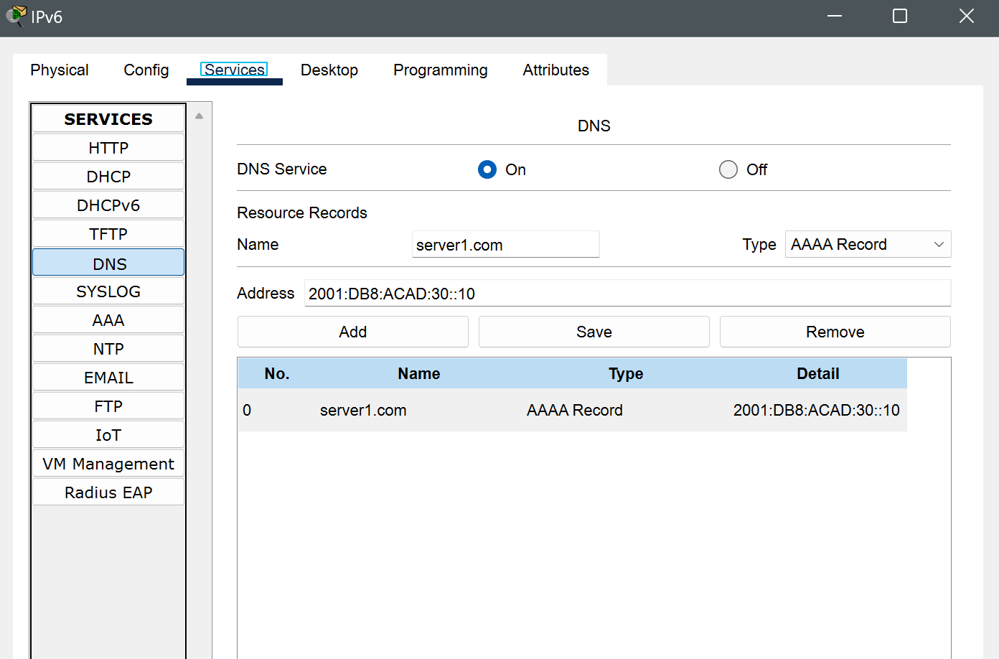 IPv6
Physical Config Services Desktop Programming Attributes
SERVICES
HTTP
DHCP
DHCPv6
TFTP
DNS
SYSLOG
AAA
NTP
EMAIL
FTP
IoT
VM Management
Radius EAP
DNS
DNS Service On Off
Resource Records
Name server1.com Type AAAA Record
Address 2001:DB8:ACAD:30::10
Add Save Remove
No. Name Type Detail
0 server1.com AAAA Record 2001:DB8:ACAD:30::10